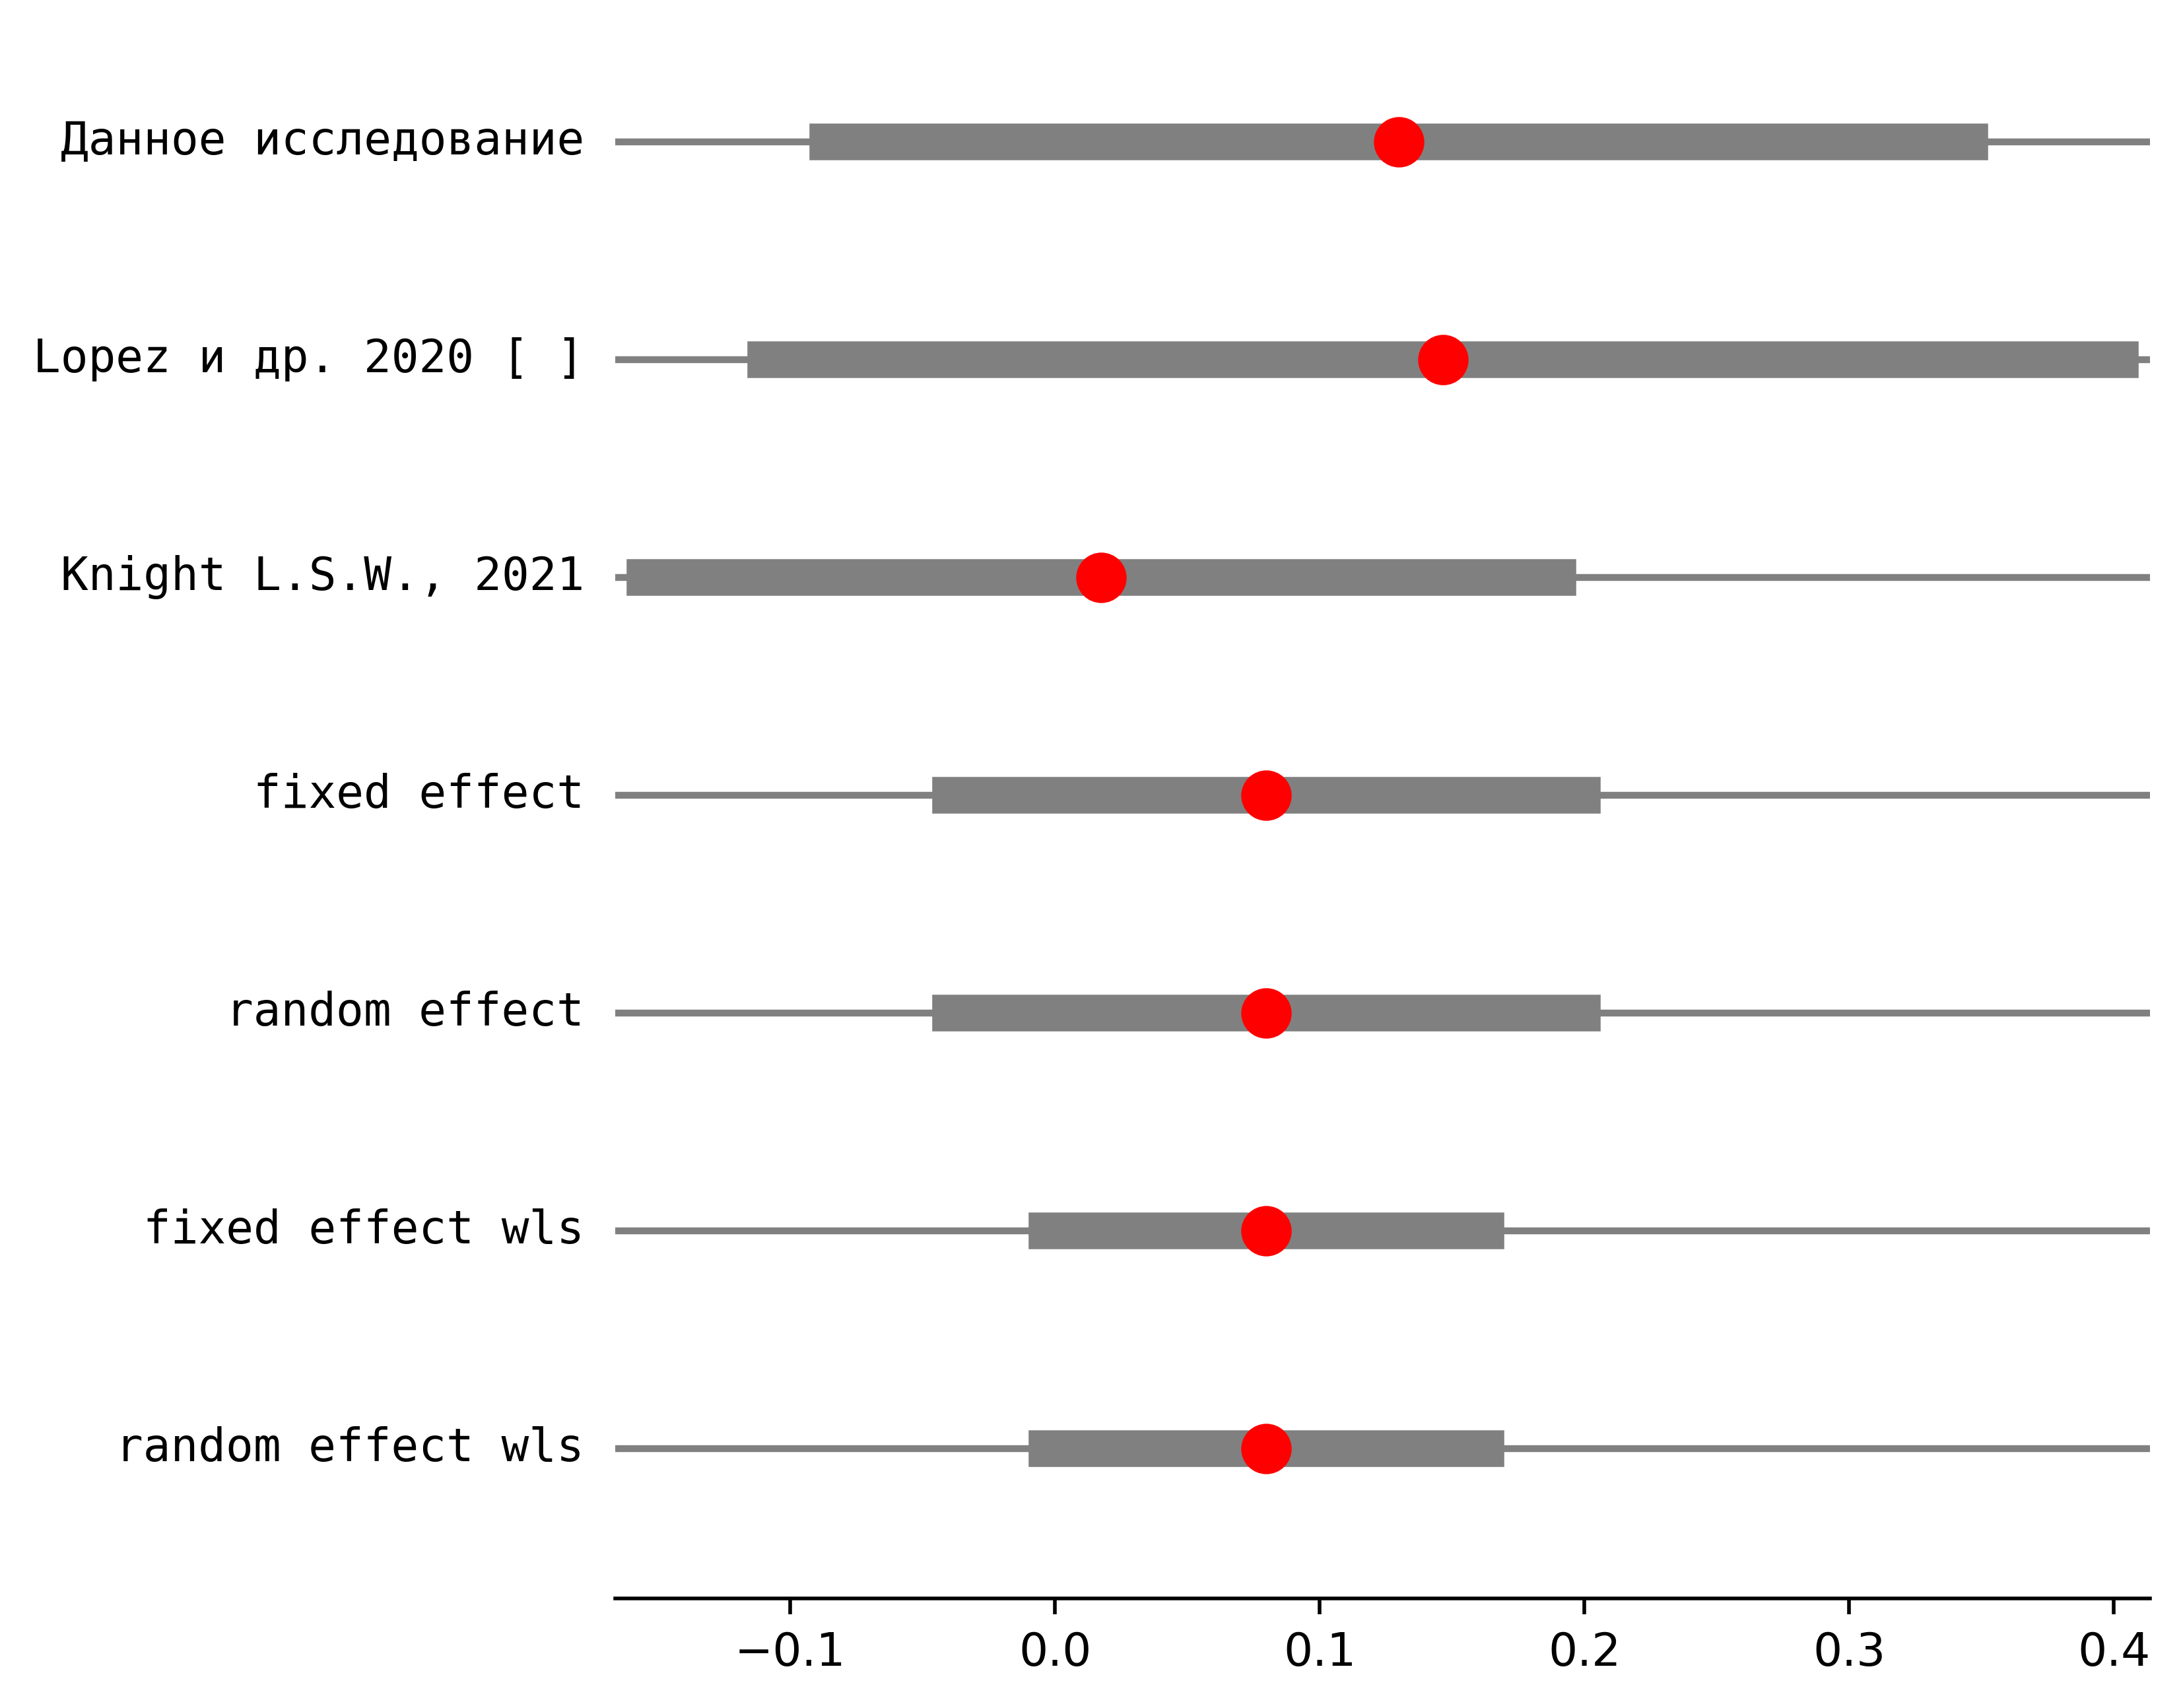 Данное исследование
Lopez и др. 2020 [ ]
Knight L.S.W., 2021
fixed effect
random effect
fixed effect wls
random effect wls
−0.1 0.0 0.1 0.2 0.3 0.4